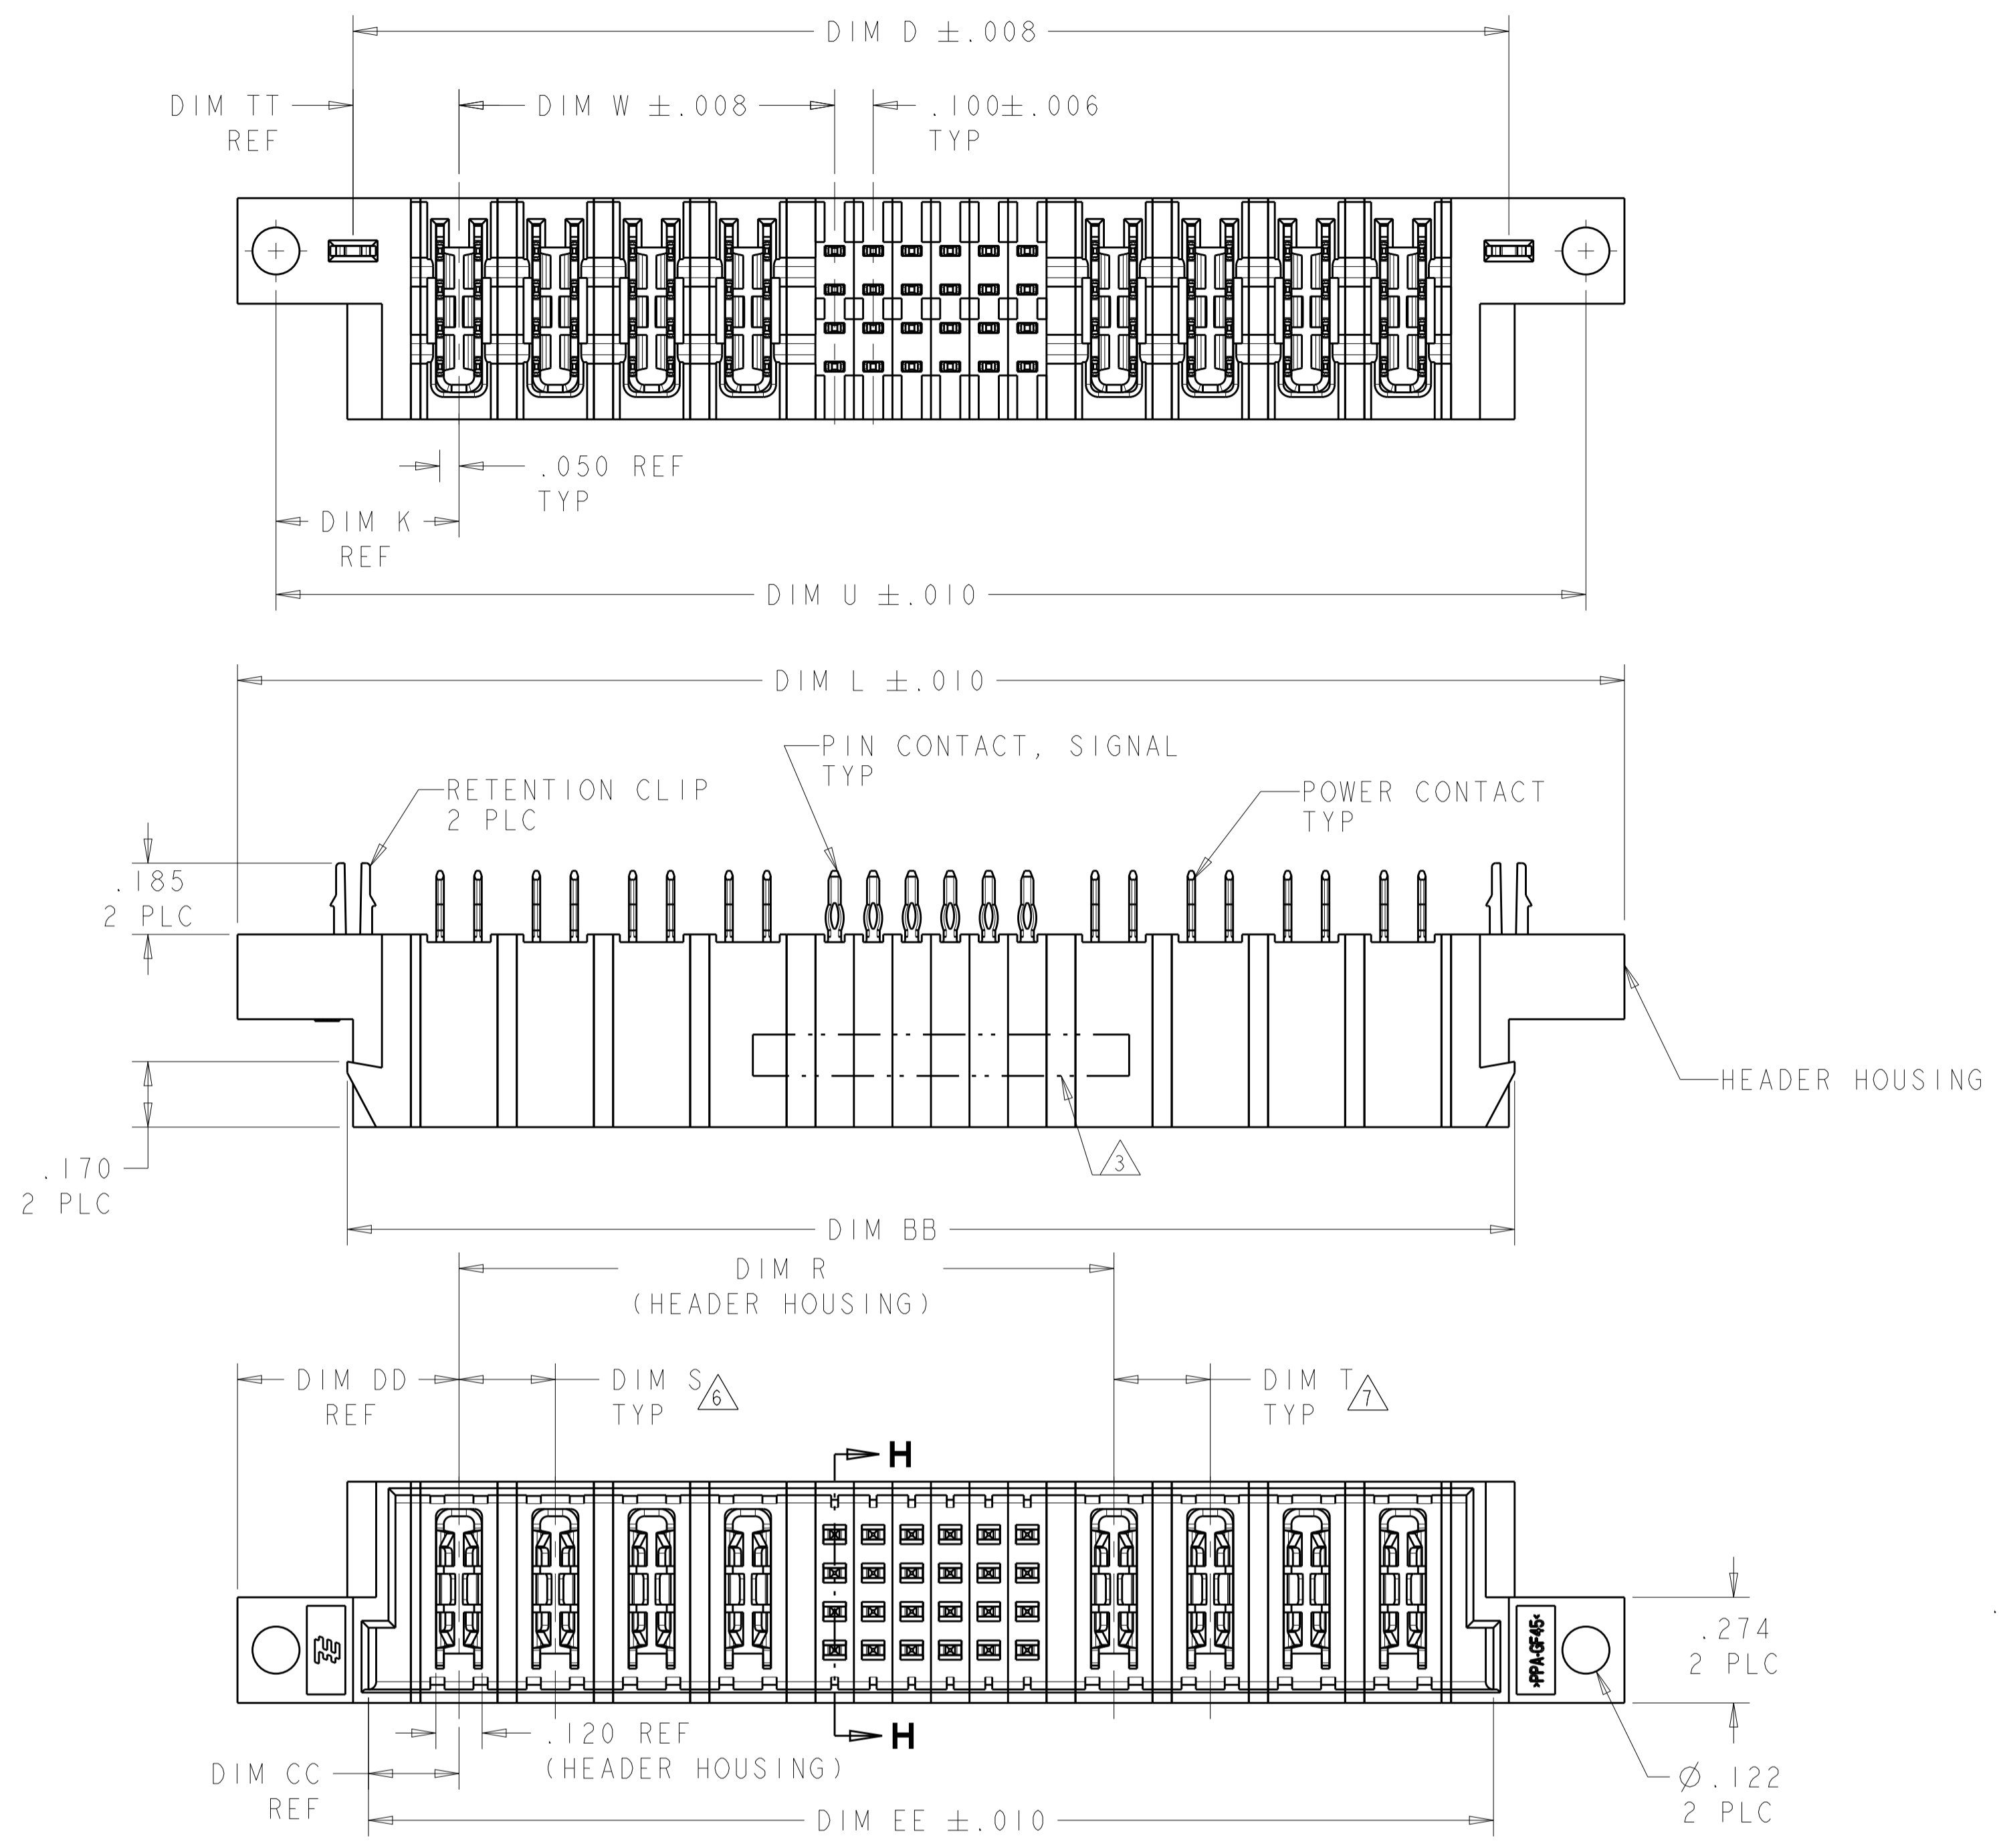 DIM D ±.008
DIM TT
REF
DIM W ±.008
.100±.006
TYP
.050 REF
TYP
DIM K
REF
DIM U ±.010
DIM L ±.010
PIN CONTACT, SIGNAL
TYP
RETENTION CLIP
2 PLC
POWER CONTACT
TYP
.185
2 PLC
HEADER HOUSING
3
.170
2 PLC
DIM BB
DIM R
(HEADER HOUSING)
DIM DD
REF
DIM S 6
TYP
DIM T 7
TYP
H
TE
>PPA-GF45<
.274
2 PLC
H
.120 REF
(HEADER HOUSING)
DIM CC
REF
Ø.122
2 PLC
DIM EE ±.010